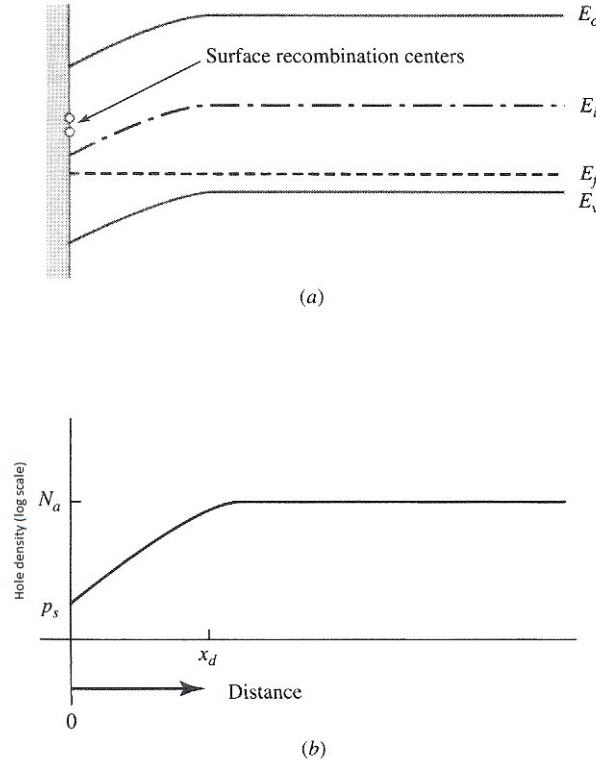 E_c
Surface recombination centers
E_i
E_f
E_v
(a)
Hole density (log scale)
N_a
p_s
x_d
Distance
0
(b)